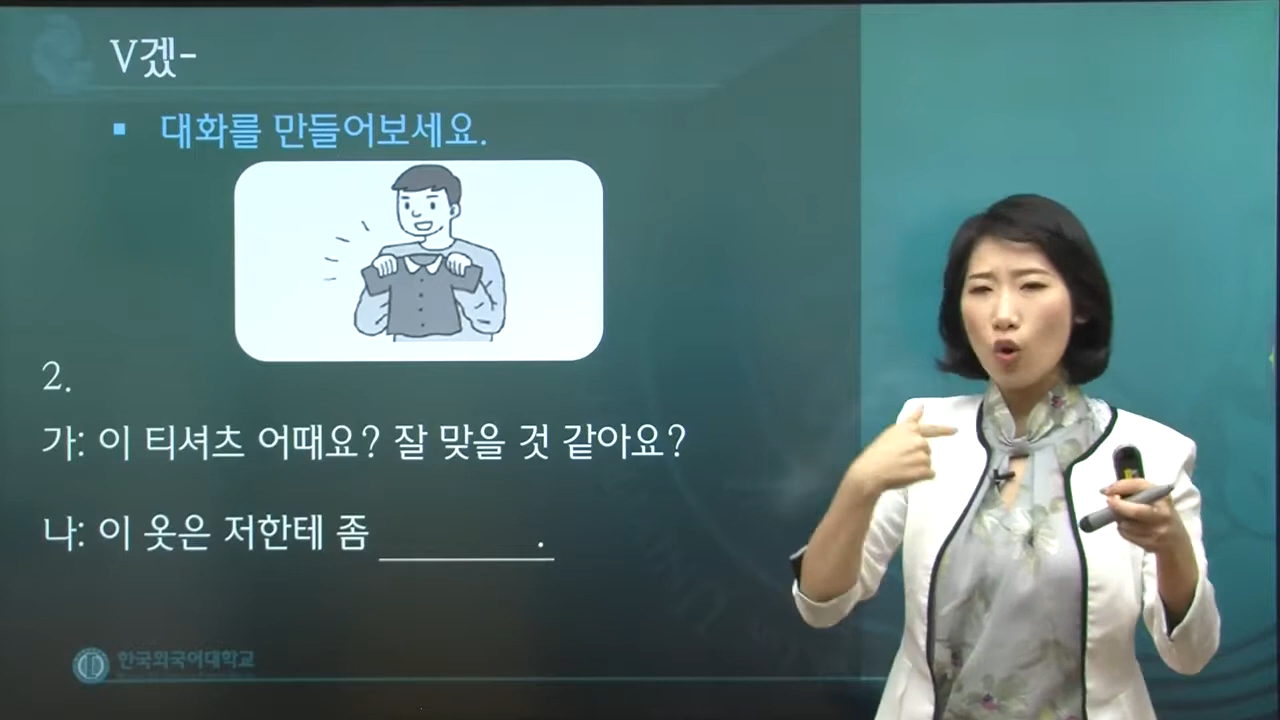 V겠-
▪ 대화를 만들어보세요.
2.
가: 이 티셔츠 어때요? 잘 맞을 것 같아요?
나: 이 옷은 저한테 좀 ________.
한국외국어대학교